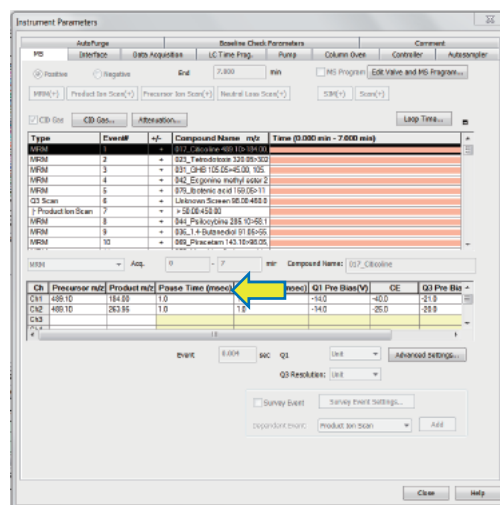 Instrument Parameters
AutoPurge Baseline Check Parameters Comment
MS Interface Data Acquisition LC Time Prog. Pump Column Oven Controller Autosampler
Positive Negative End 7.000 min MS Program Edit Valve and MS Program...
MRM(+) Product Ion Scan(+) Precursor Ion Scan(+) Neutral Loss Scan(+) SIM(+) Scan(+)
CID Gas CID Gas... Attenuation... Loop Time...
Type Event# +/- Compound Name m/z Time (0.000 min - 7.000 min)
MRM 1 + 017_Citicoline 489.10>184.00,
MRM 2 + 023_Tetrodotoxin 320.05>302
MRM 3 + 031_GHB 105.05>45.00, 105.
MRM 4 + 042_Ergonine methyl ester 2
MRM 5 + 079_Ibotenic acid 159.05>11
Q3 Scan 6 + Unknown Screen 50.00:450.0
Product Ion Scan 7 + > 50.00:450.00
MRM 8 + 044_Psilocybine 285.10>58.1
MRM 9 + 036_1 4-Butanediol 91.05>55
MRM 10 + 088_Piracetam 143.10>98.05,
MRM Acq. 0 - 7 min Compound Name: 017_Citicoline
Ch Precursor m/z Product m/z Pause Time (msec) msec) Q1 Pre Bias(V) CE Q3 Pre Bia
Ch1 489.10 184.00 1.0 -14.0 -40.0 -21.0
Ch2 489.10 263.95 1.0 1.0 -14.0 -25.0 -20.0
Ch3
Event 0.004 sec Q1 Unit Advanced Settings...
Q3 Resolution: Unit
Survey Event Survey Event Settings...
Dependent Event: Product Ion Scan Add
Close Help